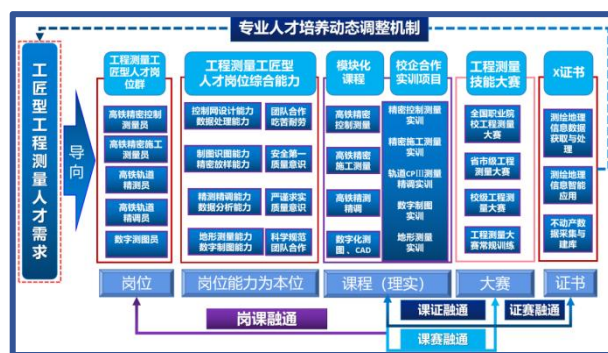 专业人才培养动态调整机制
工匠型工程测量人才需求
导向
工程测量工
匠型人才岗
位群
高铁精密控制
测量员
高铁精密施工
测量员
高铁轨道
精测员
高铁轨道
精调员
数字测图员
岗位
工程测量工匠型
人才岗位综合能力
控制网设计能力
数据处理能力
团队合作
吃苦耐劳
制图识图能力
精密放样能力
安全第一
质量意识
精测精调能力
数据分析能力
严谨求实
质量意识
地形测量能力
数字制图能力
科学规范
团队合作
岗位能力为本位
模块化
课程
高铁精密
控制测量
高铁精密
施工测量
高铁精测
精调
数字化测
图、CAD
校企合作
实训项目
精密控制测量
实训
精密施工测量
实训
轨道CPIII测量
精调实训
数字制图
实训
地形测量
实训
课程（理实）
工程测量
技能大赛
全国职业院
校工程测量
大赛
省市级工程
测量大赛
校级工程测
量大赛
工程测量大
赛常规训练
大赛
X证书
测绘地理
信息数据
获取与处理
测绘地理
信息智能
应用
不动产数
据采集与
建库
证书
岗课融通
课证融通
证赛融通
课赛融通